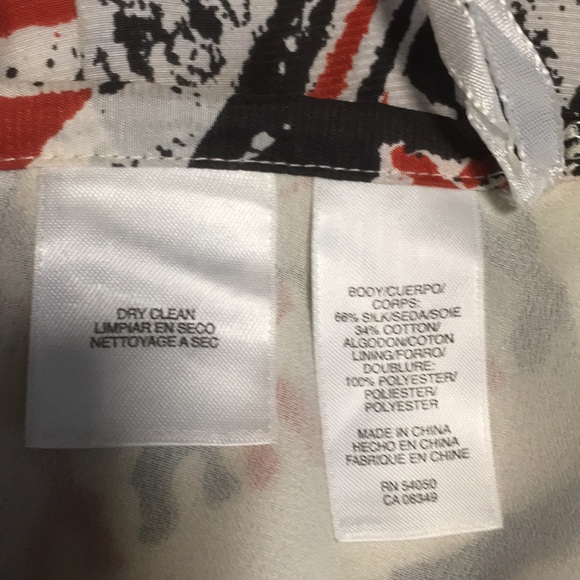 DRY CLEAN
LIMPIAR EN SECO
NETTOYAGE A SEC
BODY/CUERPO/
CORPS:
66% SILK/SEDA/SOIE
34% COTTON/
ALGODON/COTON
LINING/FORRO/
DOUBLURE:
100% POLYESTER/
POLIESTER/
POLYESTER
MADE IN CHINA
HECHO EN CHINA
FABRIQUE EN CHINE
RN 54050
CA 08349